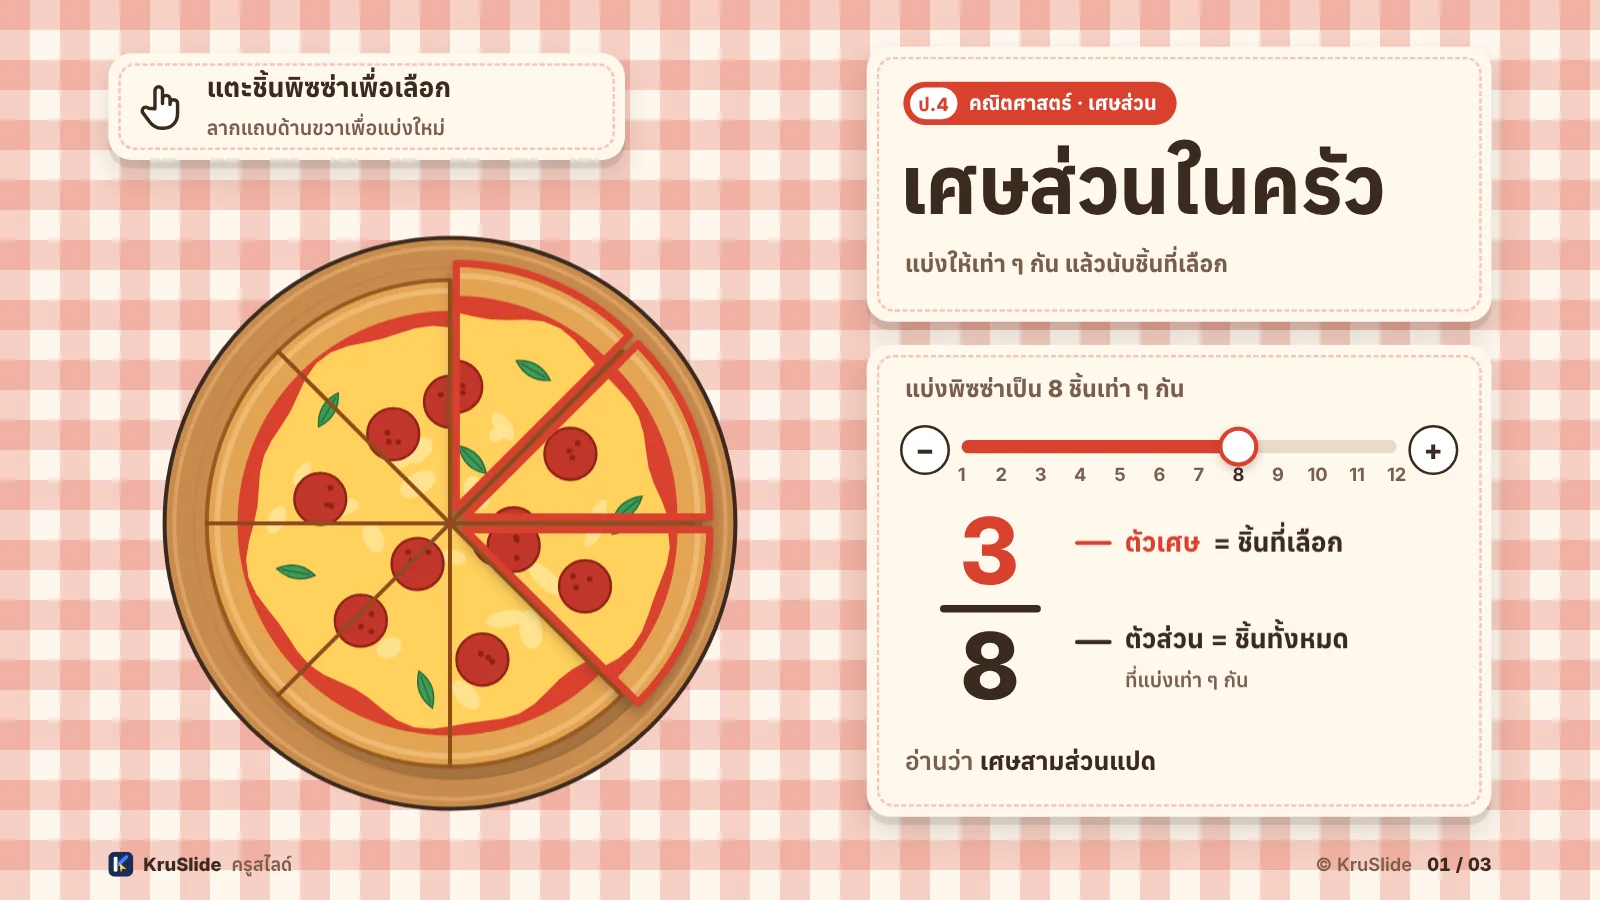 แตะชิ้นพิซซ่าเพื่อเลือก
ลากแถบด้านขวาเพื่อแบ่งใหม่
ป.4 คณิตศาสตร์ · เศษส่วน
เศษส่วนในครัว
แบ่งให้เท่า ๆ กัน แล้วนับชิ้นที่เลือก
แบ่งพิซซ่าเป็น 8 ชิ้นเท่า ๆ กัน
− +
1 2 3 4 5 6 7 8 9 10 11 12
3
ตัวเศษ = ชิ้นที่เลือก
8
ตัวส่วน = ชิ้นทั้งหมด
ที่แบ่งเท่า ๆ กัน
อ่านว่า เศษสามส่วนแปด
KruSlide ครูสไลด์
© KruSlide 01 / 03